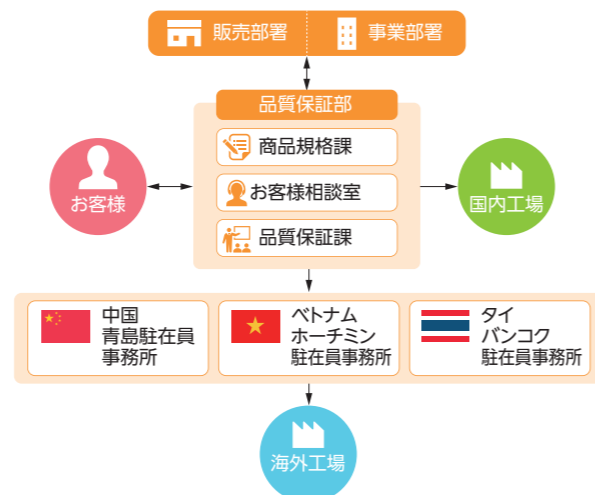 販売部署
事業部署
品質保証部
商品規格課
お客様相談室
品質保証課
お客様
国内工場
中国
青島駐在員
事務所
ベトナム
ホーチミン
駐在員事務所
タイ
バンコク
駐在員事務所
海外工場